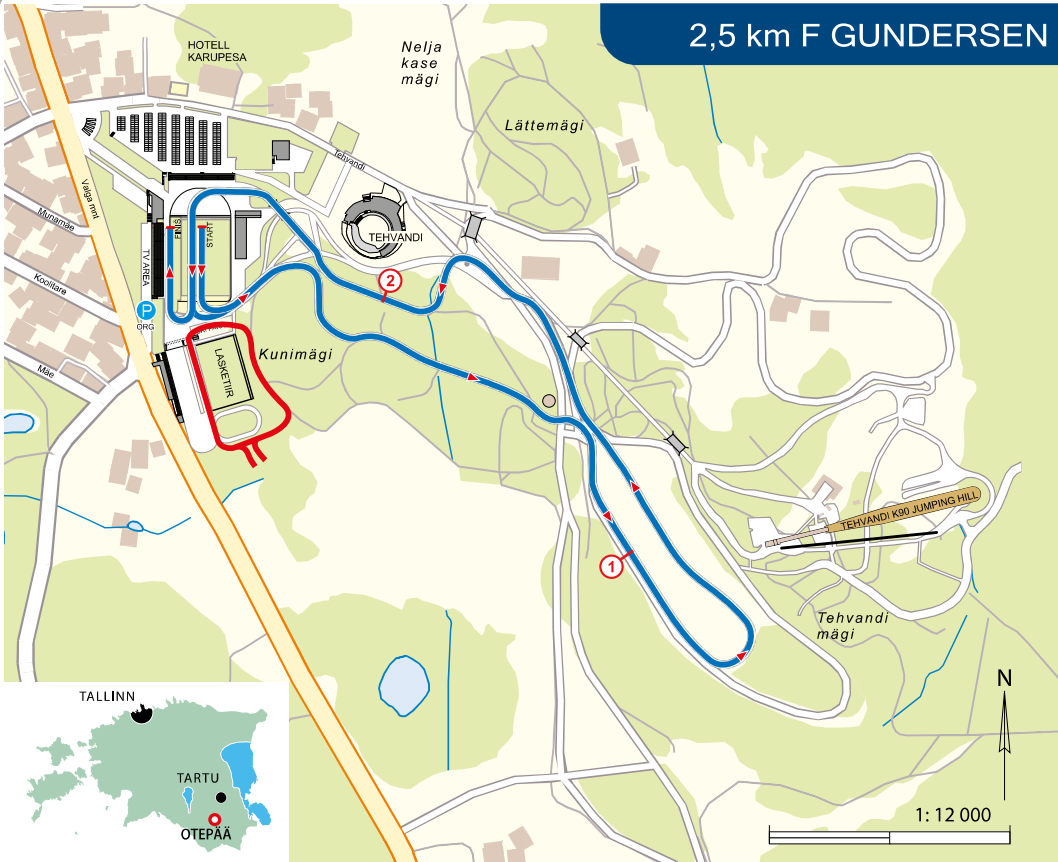 2,5 km F GUNDERSEN
HOTELL
KARUPESA
Nelja
kase
mägi
Lättemägi
Tehvandi
Valga mnt
Munamäe
Koolitare
Mäe
TV AREA
FINIS
START
TEHVANDI
P
ORG
2
Kunimägi
LASKETIIR
TEHVANDI K90 JUMPING HILL
1
Tehvandi
mägi
N
1: 12 000
TALLINN
TARTU
OTEPÄÄ